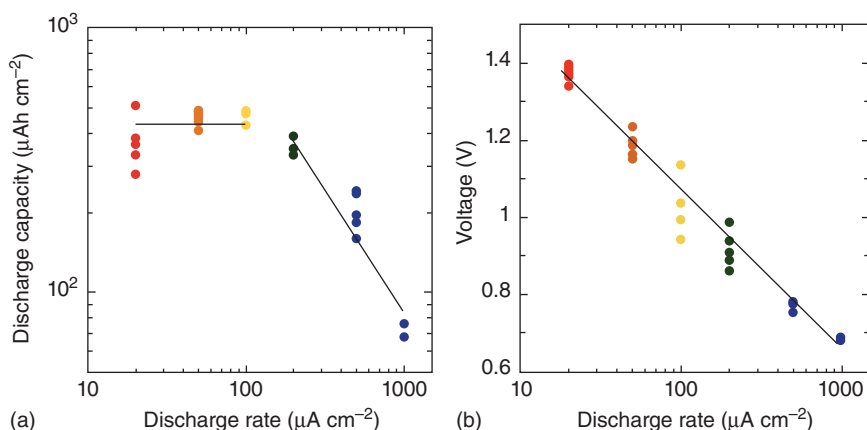 10³
10²
Discharge capacity (μAh cm⁻²)
10 100 1000
(a) Discharge rate (μA cm⁻²)
1.4
1.2
1
0.8
0.6
Voltage (V)
10 100 1000
(b) Discharge rate (μA cm⁻²)